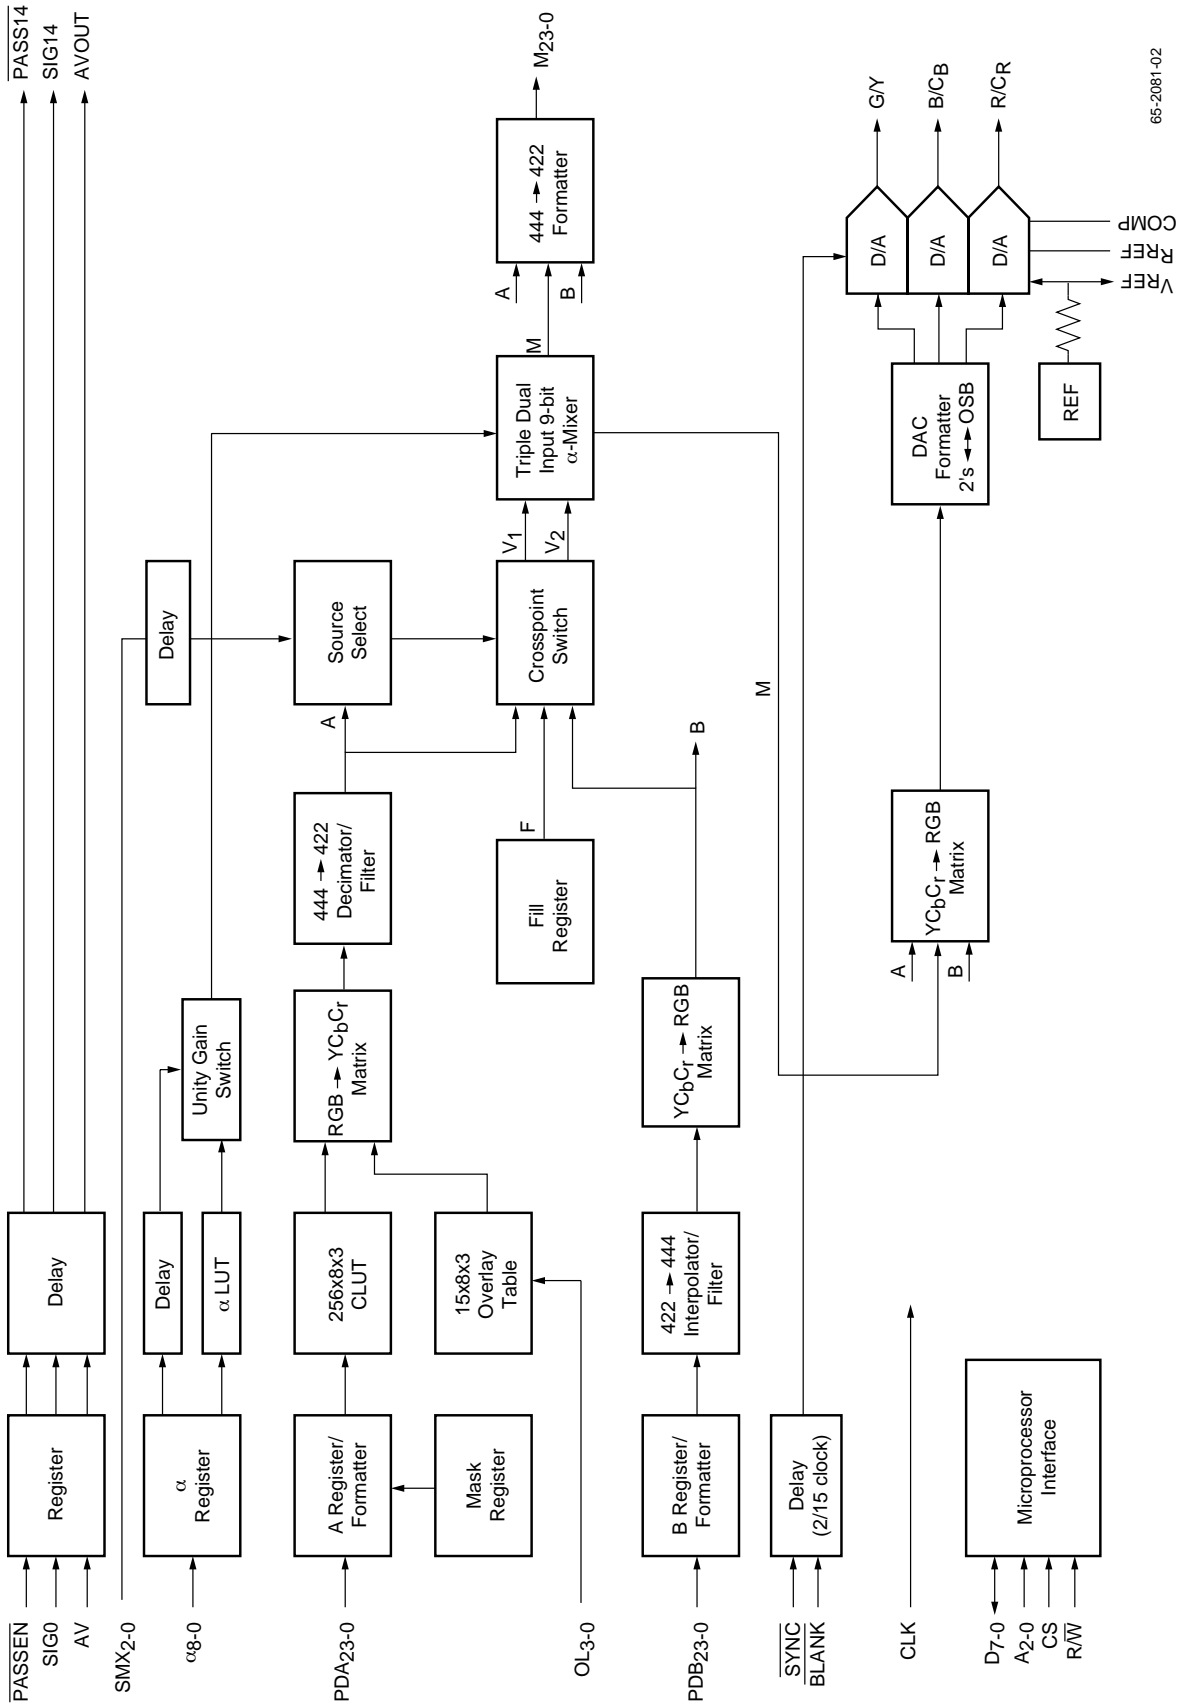 PASSEN
SIG0
AV
SMX2-0
α8-0
PDA23-0
OL3-0
PDB23-0
SYNC
BLANK
CLK
D7-0
A2-0
CS
R/W
Register
α
Register
A Register/
Formatter
Mask
Register
B Register/
Formatter
Delay
(2/15 clock)
Microprocessor
Interface
Delay
Delay
α LUT
256x8x3
CLUT
15x8x3
Overlay
Table
422 → 444
Interpolator/
Filter
Unity Gain
Switch
RGB → YCbCr
Matrix
YCbCr → RGB
Matrix
444 → 422
Decimator/
Filter
Fill
Register
F
A
B
YCbCr → RGB
Matrix
A
B
M
Delay
Source
Select
Crosspoint
Switch
V1
V2
Triple Dual
Input 9-bit
α-Mixer
M
A
B
444 → 422
Formatter
DAC
Formatter
2's ↔ OSB
REF
D/A
D/A
D/A
VREF
RREF
COMP
PASS14
SIG14
AVOUT
M23-0
G/Y
B/CB
R/CR
65-2081-02